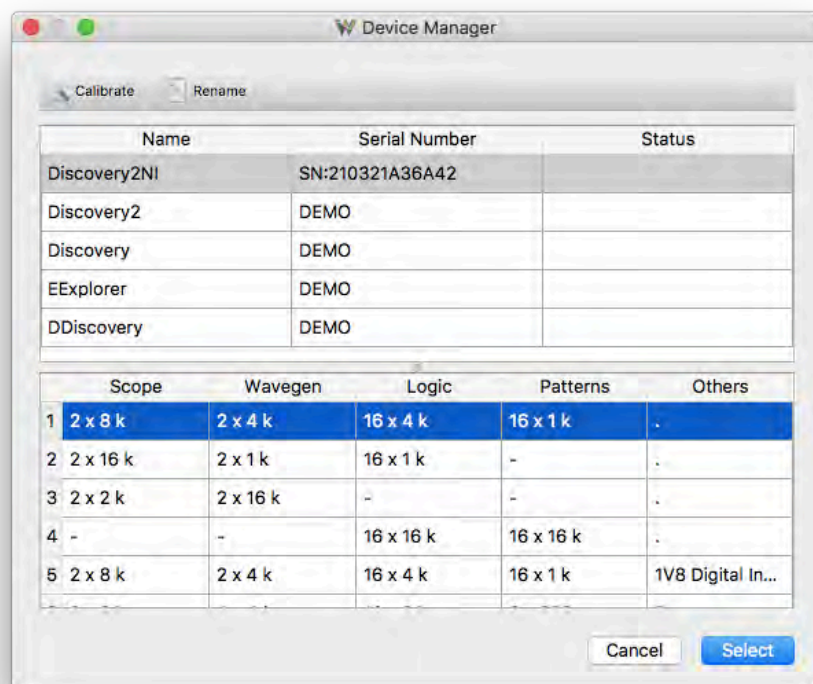 Device Manager
Calibrate Rename
Name Serial Number Status
Discovery2NI SN:210321A36A42
Discovery2 DEMO
Discovery DEMO
EExplorer DEMO
DDiscovery DEMO
Scope Wavegen Logic Patterns Others
1 2 x 8 k 2 x 4 k 16 x 4 k 16 x 1 k .
2 2 x 16 k 2 x 1 k 16 x 1 k - .
3 2 x 2 k 2 x 16 k - - .
4 - - 16 x 16 k 16 x 16 k .
5 2 x 8 k 2 x 4 k 16 x 4 k 16 x 1 k 1V8 Digital In...
Cancel Select